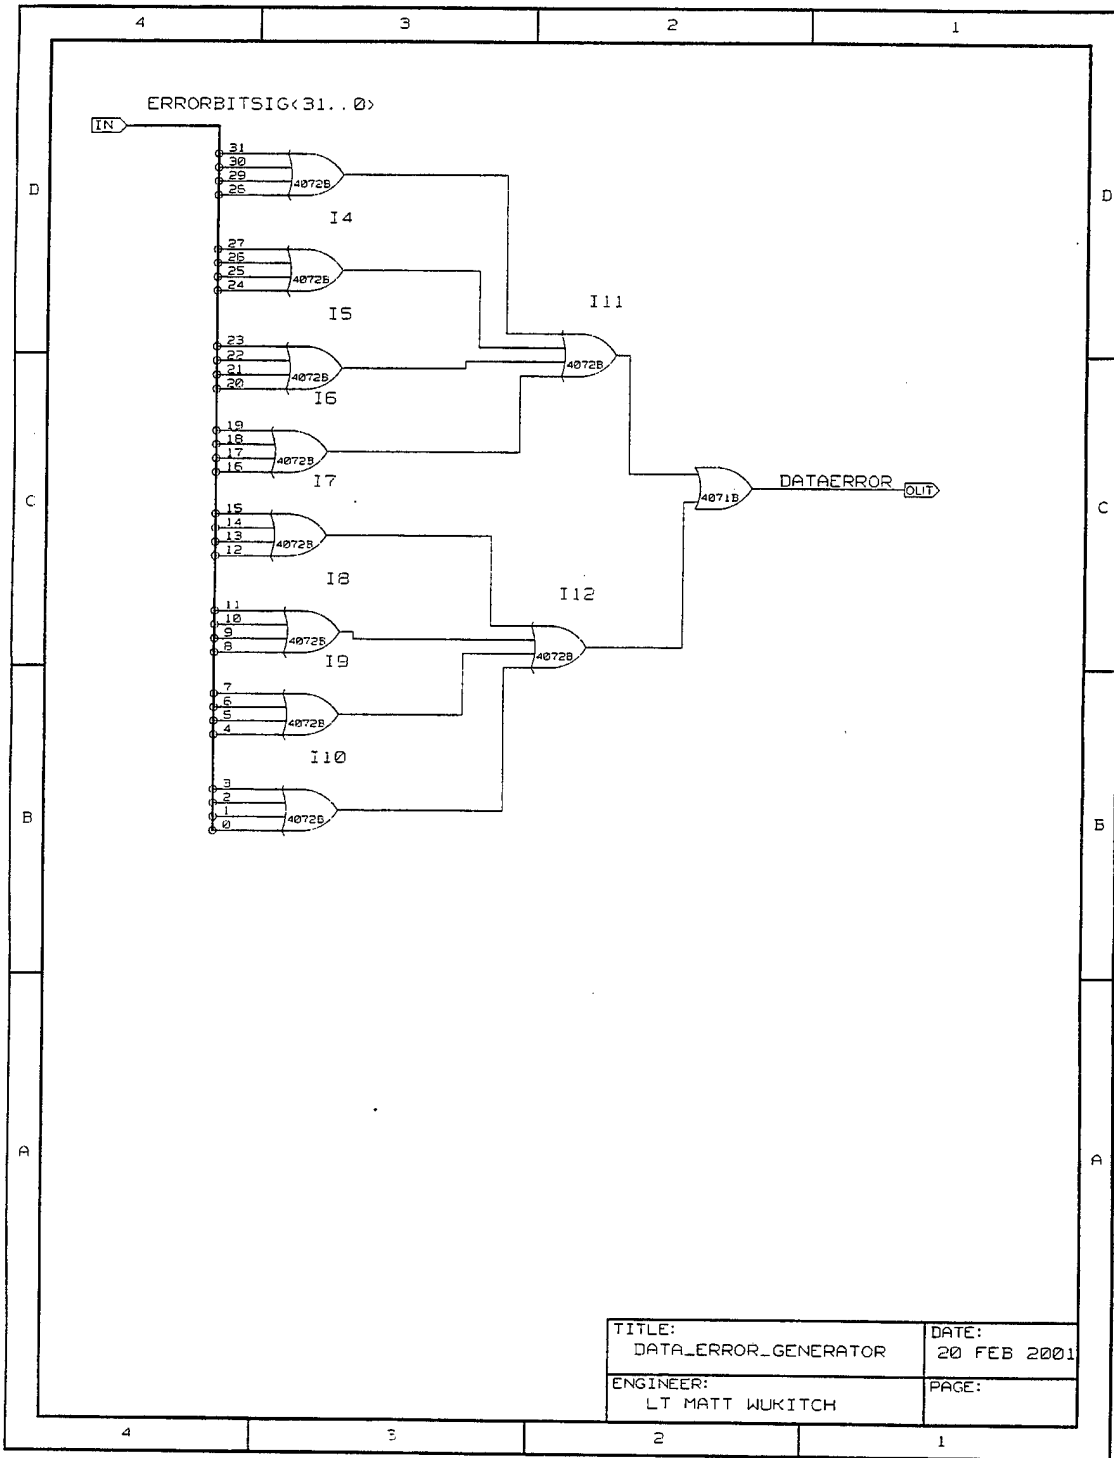 4 3 2 1
ERRORBITSIG<31..0>
IN
31
30
29
28
4072B
I4
D
D
27
26
25
24
4072B
I5
I11
23
22
21
20
4072B
4072B
I6
19
18
17
16
4072B
I7
DATAERROR
OUT
4071B
C
C
15
14
13
12
4072B
I8
I12
11
10
9
8
4072B
4072B
I9
7
6
5
4
4072B
I10
3
2
1
0
4072B
B
B
A
A
TITLE:
DATA_ERROR_GENERATOR
DATE:
20 FEB 2001
ENGINEER:
LT MATT WUKITCH
PAGE:
4 3 2 1